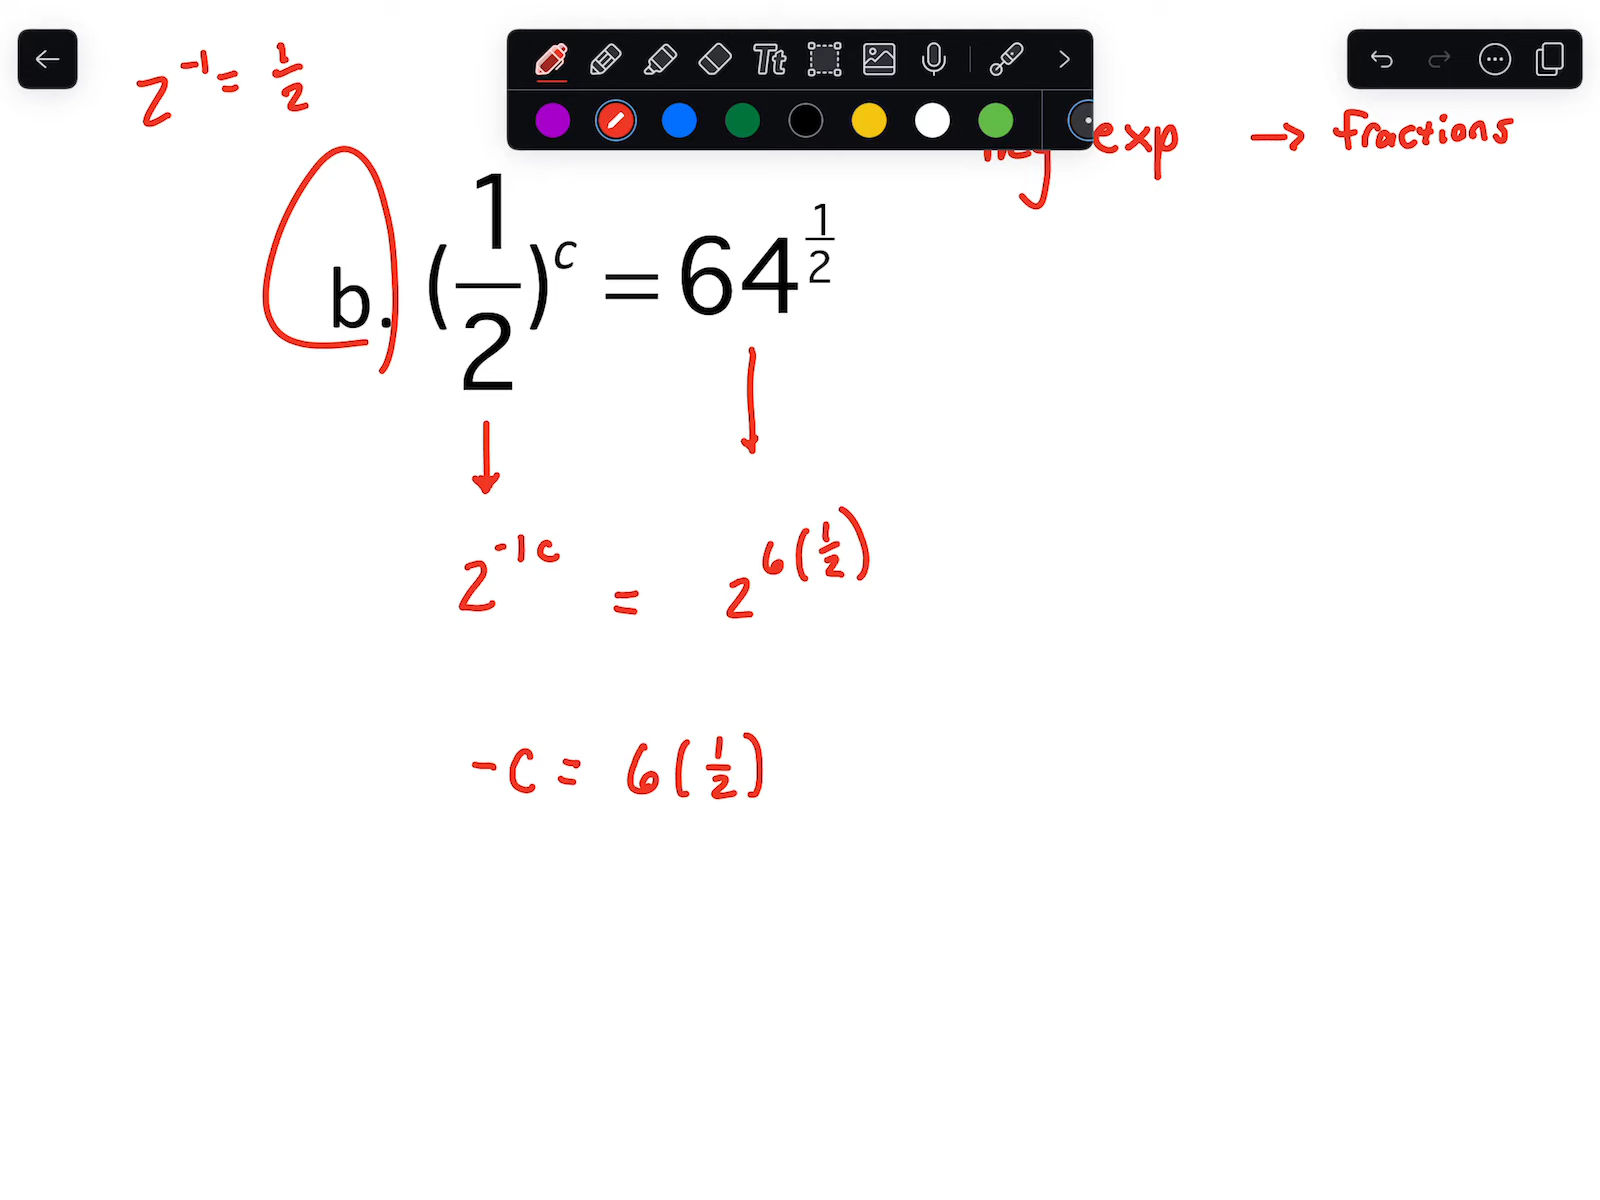 2^-1 = 1/2
Tt
exp → fractions
b. (1/2)^c = 64^1/2
2^-1c = 2^6(1/2)
-c = 6(1/2)